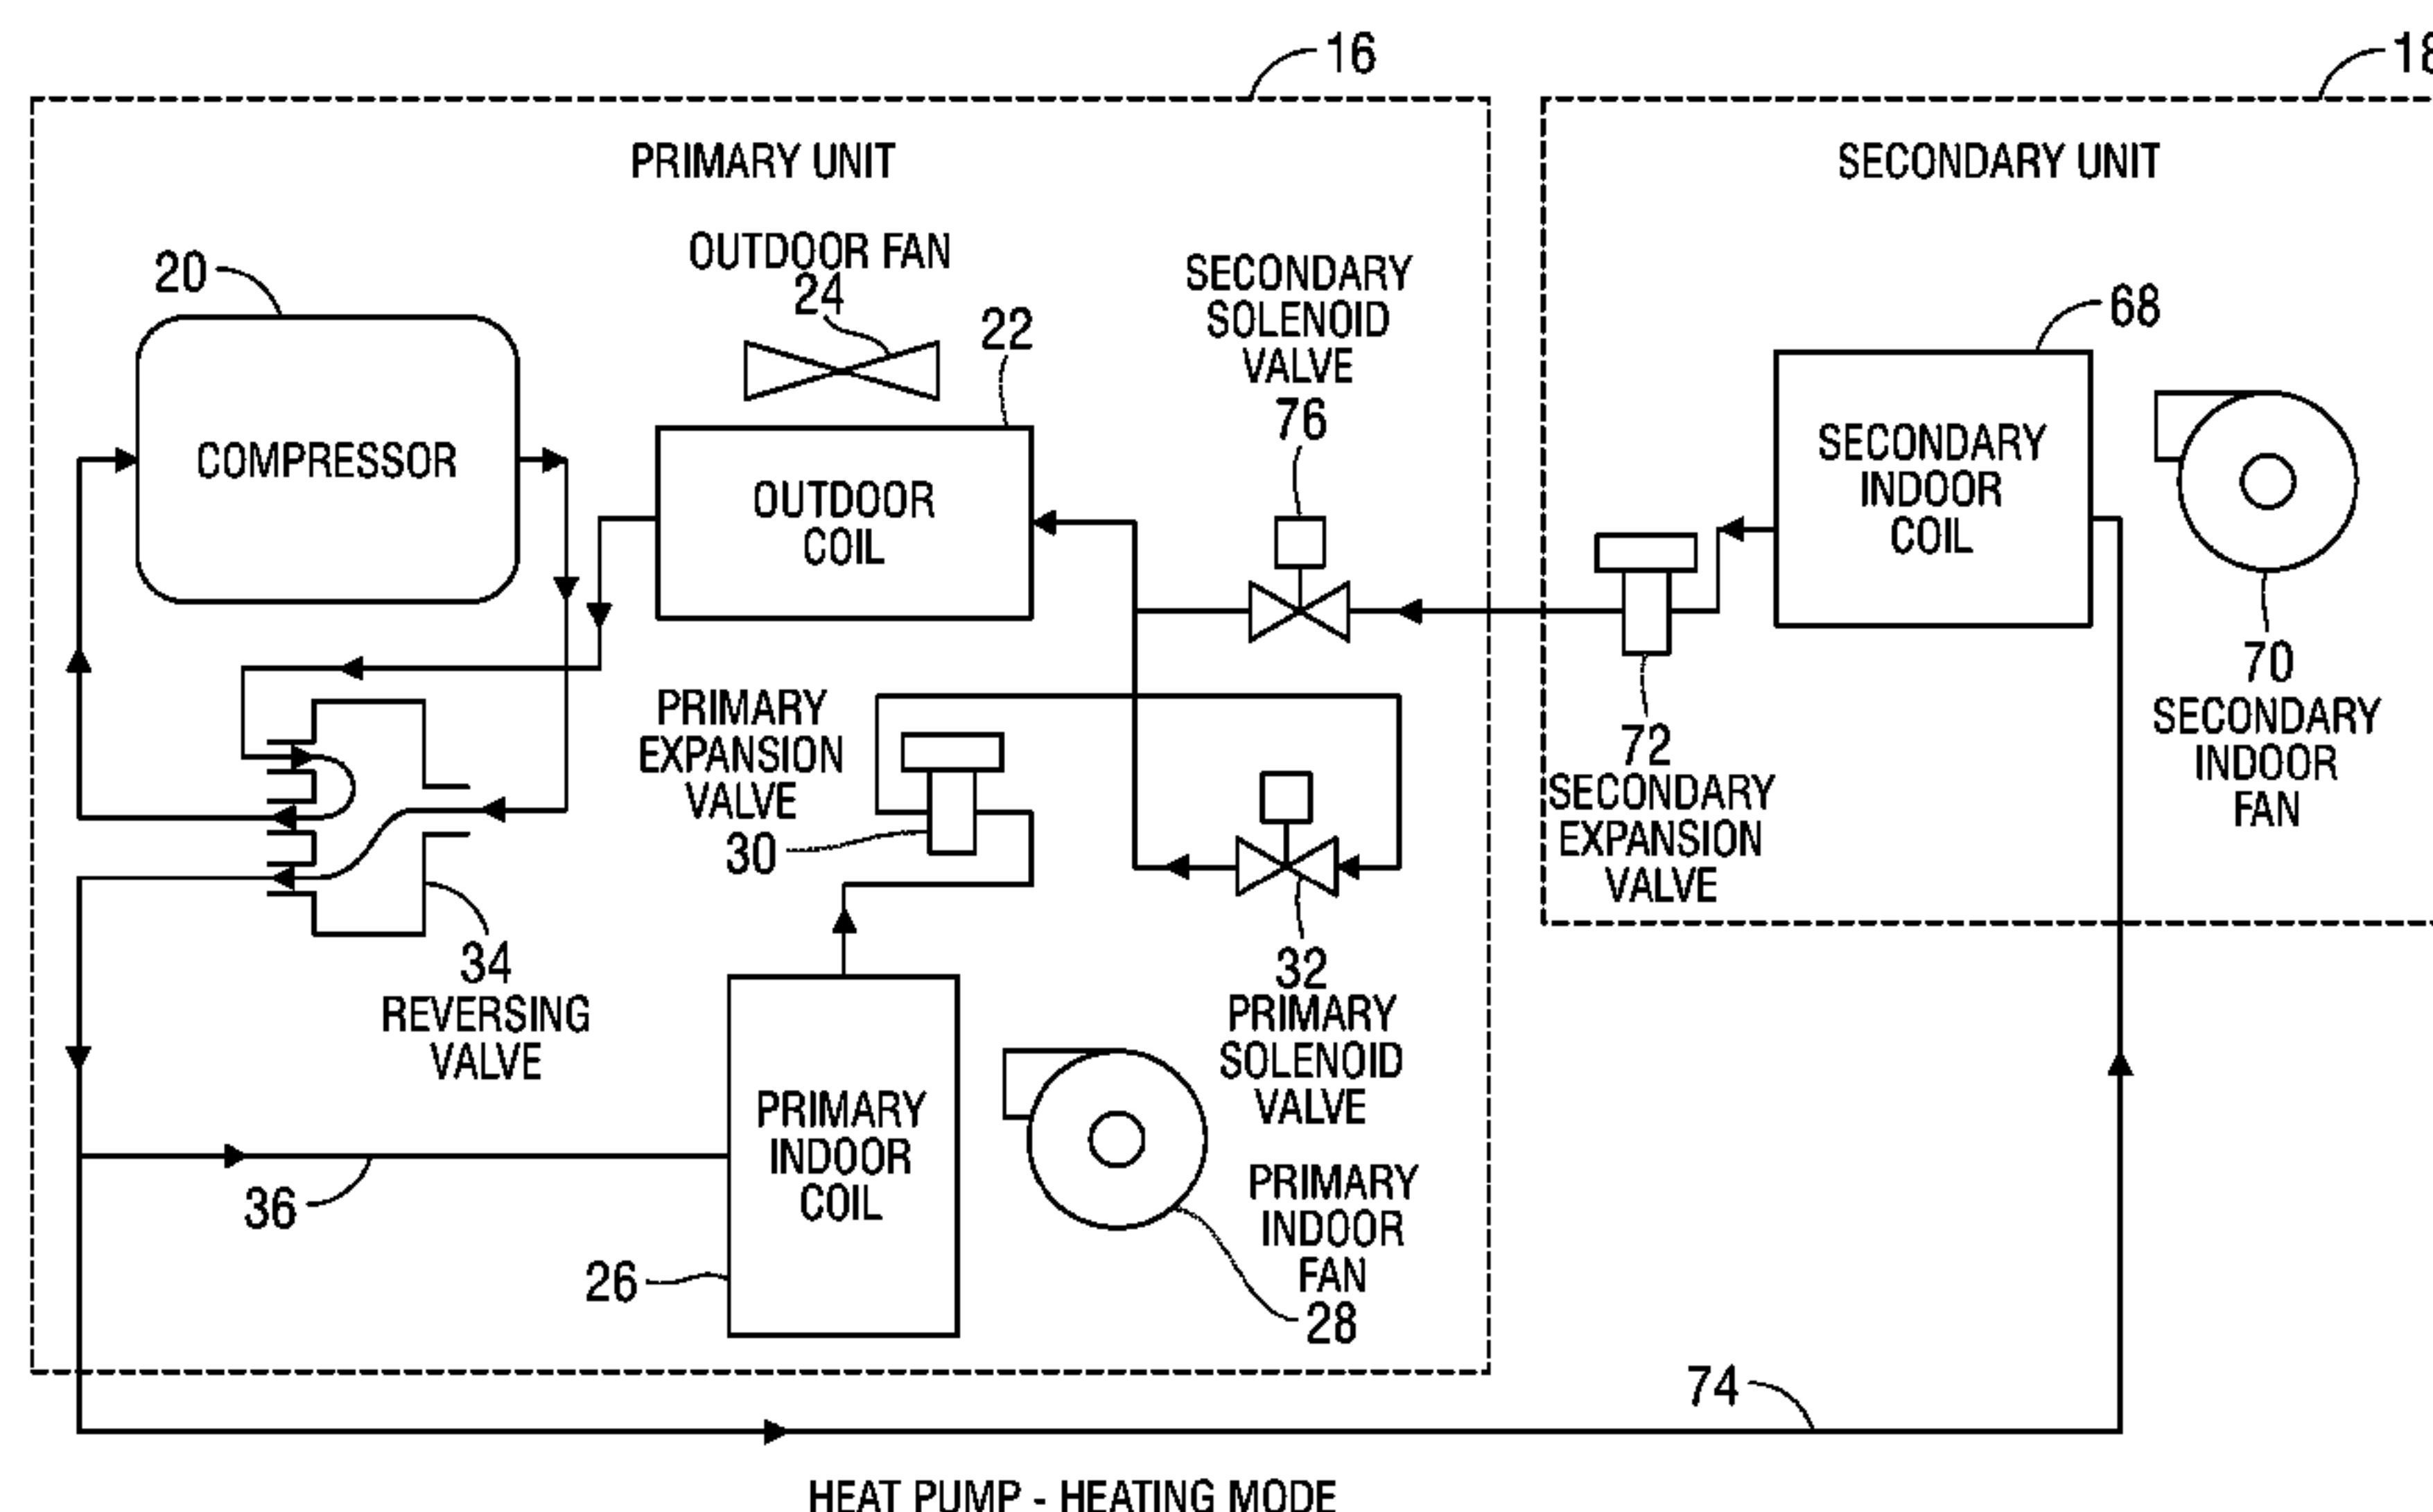 16
18
PRIMARY UNIT
SECONDARY UNIT
OUTDOOR FAN
24
20
22
SECONDARY
SOLENOID
VALVE
76
68
COMPRESSOR
OUTDOOR
COIL
SECONDARY
INDOOR
COIL
70
SECONDARY
INDOOR
FAN
72
SECONDARY
EXPANSION
VALVE
PRIMARY
EXPANSION
VALVE
30
34
REVERSING
VALVE
32
PRIMARY
SOLENOID
VALVE
PRIMARY
INDOOR
COIL
36
26
PRIMARY
INDOOR
FAN
28
74
HEAT PUMP - HEATING MODE